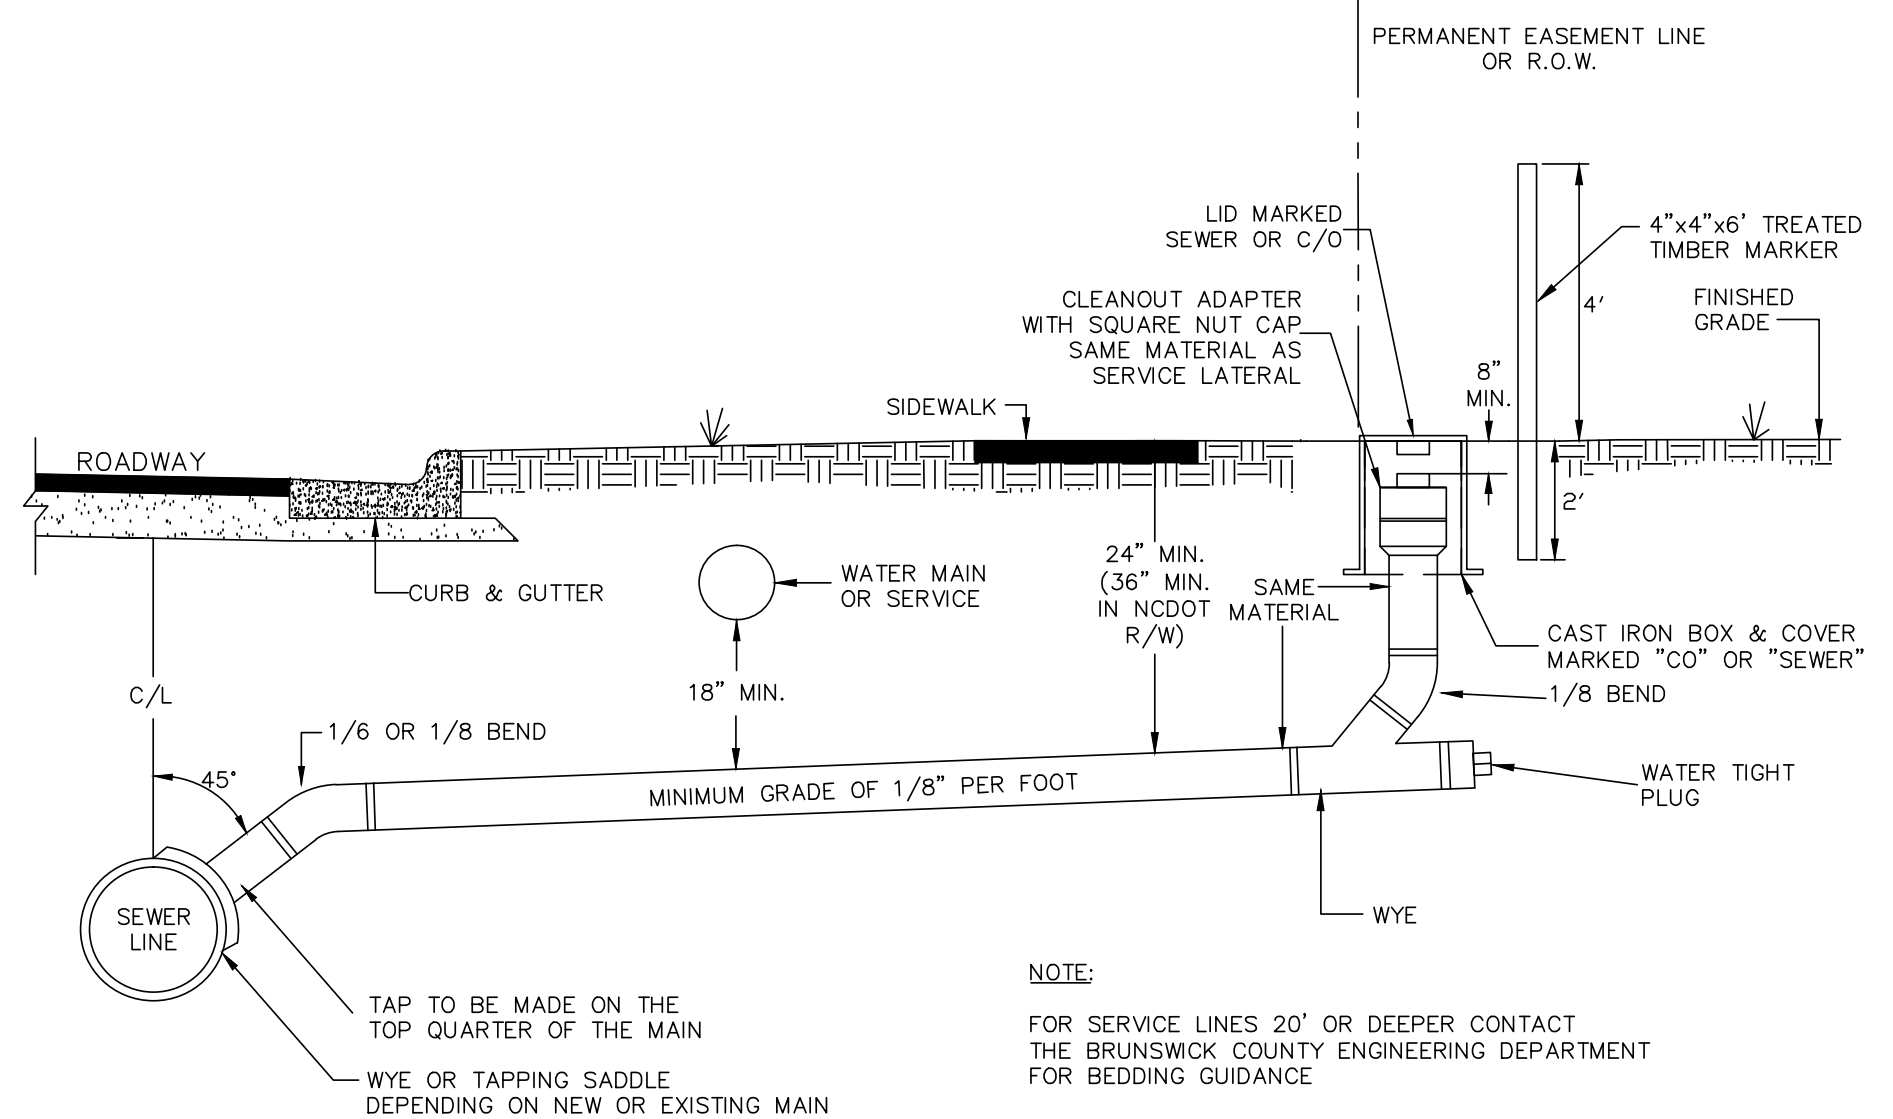 PERMANENT EASEMENT LINE
OR R.O.W.
LID MARKED
SEWER OR C/O
4"x4"x6' TREATED
TIMBER MARKER
CLEANOUT ADAPTER
WITH SQUARE NUT CAP
SAME MATERIAL AS
SERVICE LATERAL
4'
FINISHED
GRADE
8"
MIN.
SIDEWALK
ROADWAY
2'
24" MIN.
(36" MIN.
IN NCDOT
R/W)
WATER MAIN
OR SERVICE
CURB & GUTTER
SAME
MATERIAL
CAST IRON BOX & COVER
MARKED "CO" OR "SEWER"
C/L
18" MIN.
1/8 BEND
1/6 OR 1/8 BEND
45°
MINIMUM GRADE OF 1/8" PER FOOT
WATER TIGHT
PLUG
SEWER
LINE
WYE
TAP TO BE MADE ON THE
TOP QUARTER OF THE MAIN
WYE OR TAPPING SADDLE
DEPENDING ON NEW OR EXISTING MAIN
NOTE:
FOR SERVICE LINES 20' OR DEEPER CONTACT
THE BRUNSWICK COUNTY ENGINEERING DEPARTMENT
FOR BEDDING GUIDANCE